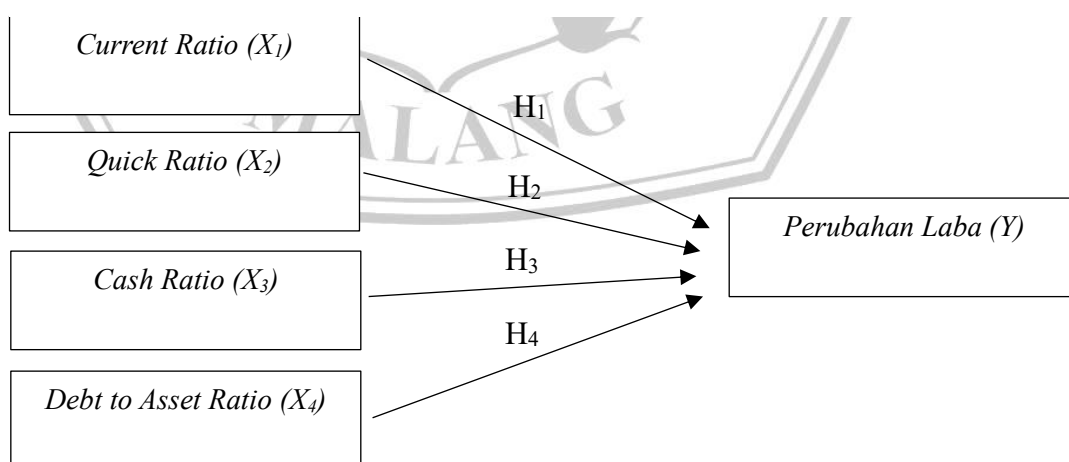 Current Ratio (X1)
H1
MALANG
Quick Ratio (X2)
H2
Perubahan Laba (Y)
H3
Cash Ratio (X3)
H4
Debt to Asset Ratio (X4)